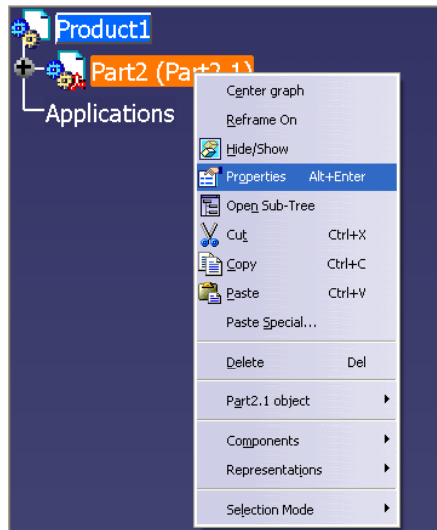 Product1
Part2 (Part2.1)
Applications
Center graph
Reframe On
Hide/Show
Properties Alt+Enter
Open Sub-Tree
Cut Ctrl+X
Copy Ctrl+C
Paste Ctrl+V
Paste Special...
Delete Del
Part2.1 object
Components
Representations
Selection Mode